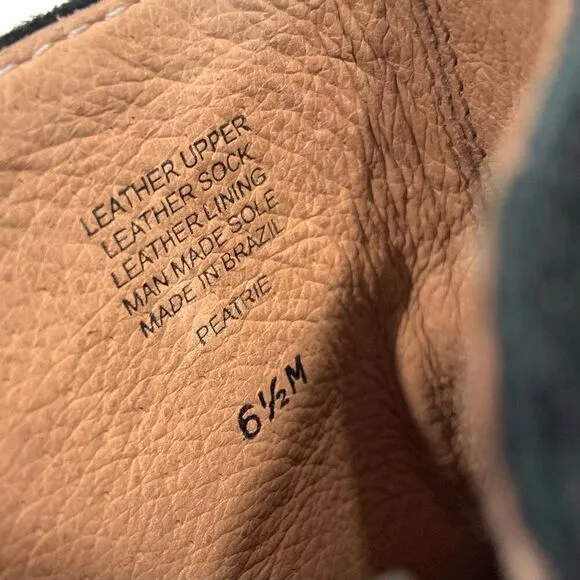 LEATHER UPPER
LEATHER SOCK
LEATHER LINING
MAN MADE SOLE
MADE IN BRAZIL
PEATRIE
6½M